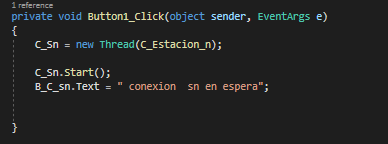 1 reference
private void Button1_Click(object sender, EventArgs e)
{
C_Sn = new Thread(C_Estacion_n);
C_Sn.Start();
B_C_sn.Text = " conexion  sn en espera";
}